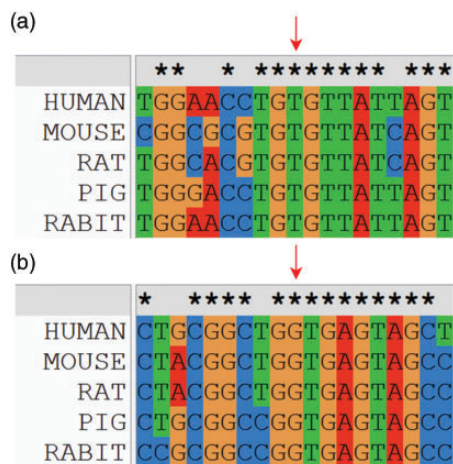 (a)
** * ******** ***
HUMAN TGGAACCTGTGTTATTAGT
MOUSE CGGCGCGTGTGTTATCAGT
RAT TGGCACGTGTGTTATCAGT
PIG TGGGACCTGTGTTATTAGT
RABIT TGGAACCTGTGTTATTAGT
(b)
* **** **********
HUMAN CTGCGGCTGGTGAGTAGCT
MOUSE CTACGGCTGGTGAGTAGCC
RAT CTACGGCTGGTGAGTAGCC
PIG CTGCGGCCGGTGAGTAGCC
RABIT CCGCGGCCGGTGAGTAGCC